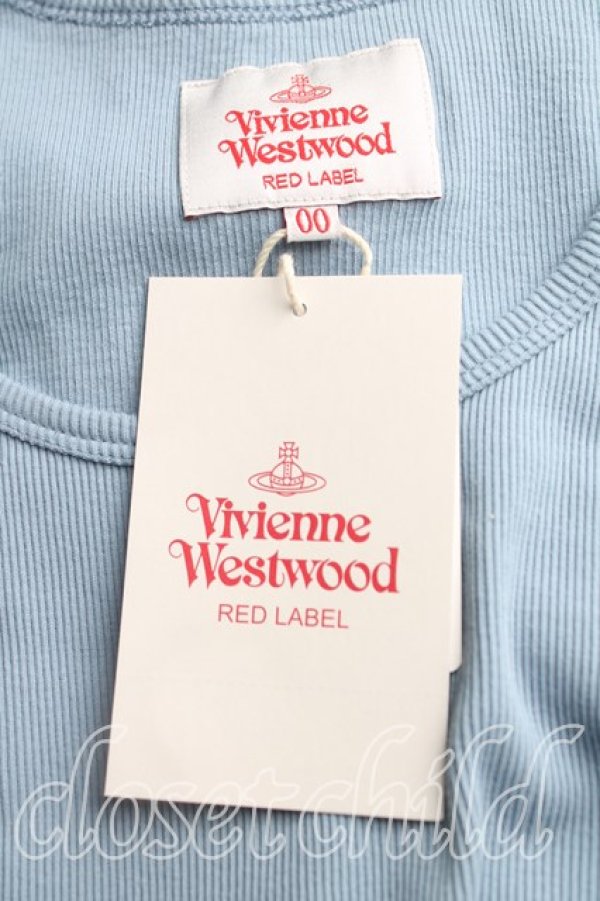 Vivienne
Westwood
RED LABEL
00
Vivienne
Westwood
RED LABEL
closetchild